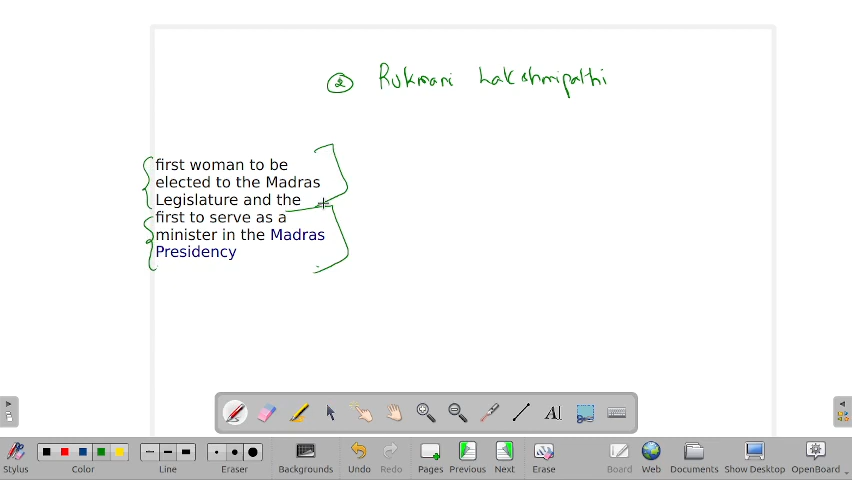 2 Rukmani Lakshmipathi
first woman to be
elected to the Madras
Legislature and the
first to serve as a
minister in the Madras
Presidency
Stylus
Color
Line
Eraser
Backgrounds
Undo
Redo
Pages
Previous
Next
Erase
Board
Web
Documents
Show Desktop
OpenBoard